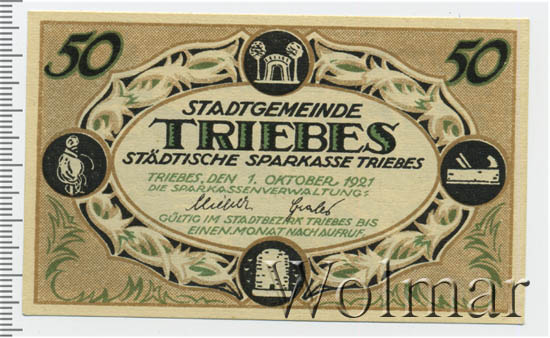 50
50
STADTGEMEINDE
TRIEBES
STÄDTISCHE SPARKASSE TRIEBES
TRIEBES, DEN 1. OKTOBER 1921
DIE SPARKASSENVERWALTUNG:
GÜLTIG IM STADTBEZIRK TRIEBES BIS
EINEN MONAT NACH AUFRUF.
Wolmar